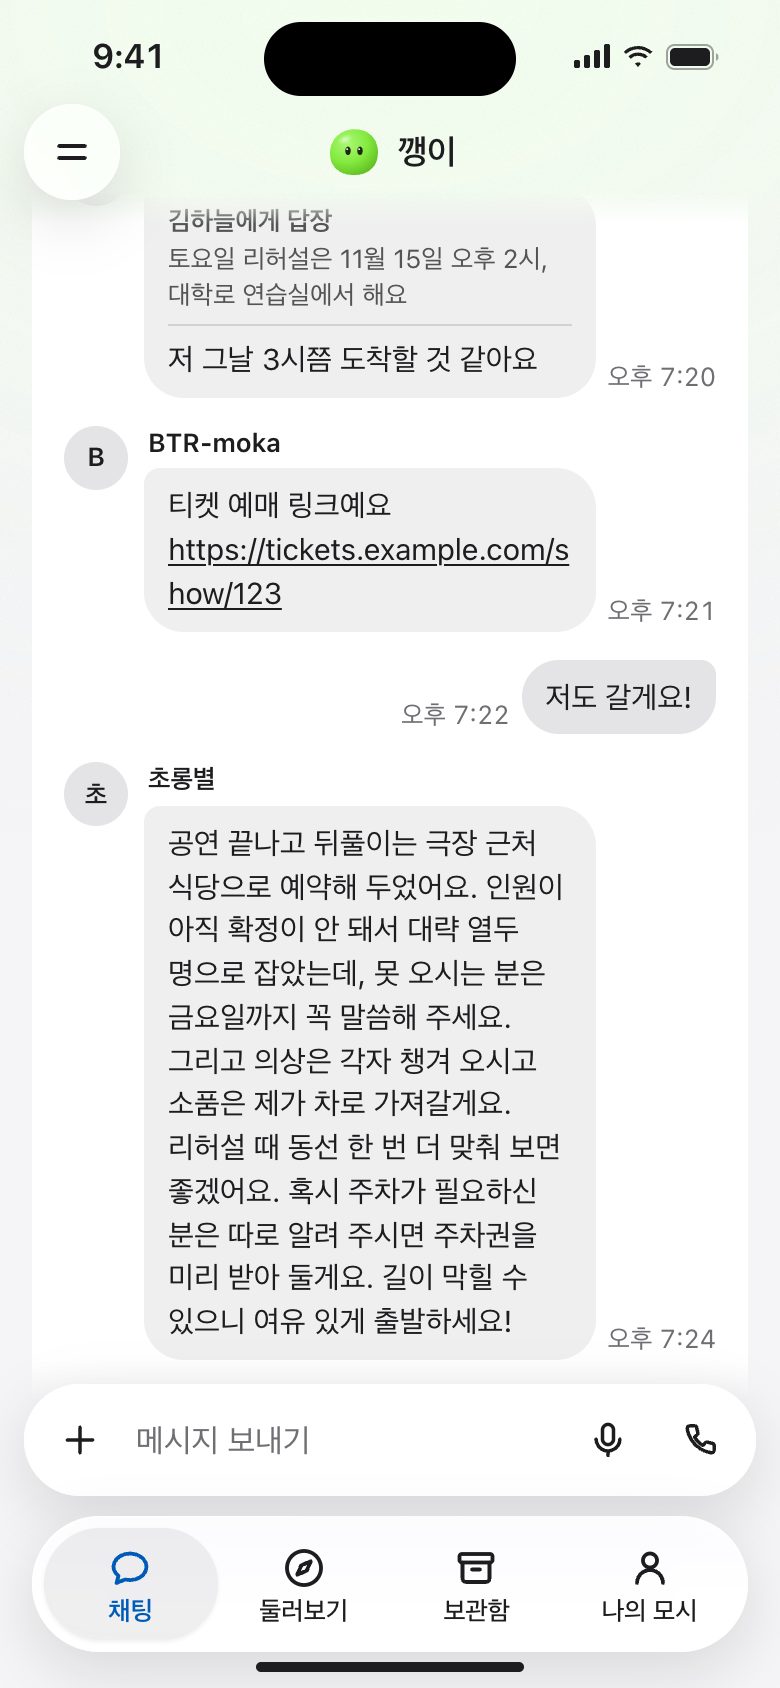 9:41
깽이
김하늘에게 답장
토요일 리허설은 11월 15일 오후 2시,
대학로 연습실에서 해요
저 그날 3시쯤 도착할 것 같아요
오후 7:20
B
BTR-moka
티켓 예매 링크예요
https://tickets.example.com/s
how/123
오후 7:21
저도 갈게요!
오후 7:22
초
초롱별
공연 끝나고 뒤풀이는 극장 근처
식당으로 예약해 두었어요. 인원이
아직 확정이 안 돼서 대략 열두
명으로 잡았는데, 못 오시는 분은
금요일까지 꼭 말씀해 주세요.
그리고 의상은 각자 챙겨 오시고
소품은 제가 차로 가져갈게요.
리허설 때 동선 한 번 더 맞춰 보면
좋겠어요. 혹시 주차가 필요하신
분은 따로 알려 주시면 주차권을
미리 받아 둘게요. 길이 막힐 수
있으니 여유 있게 출발하세요!
오후 7:24
메시지 보내기
채팅
둘러보기
보관함
나의 모시